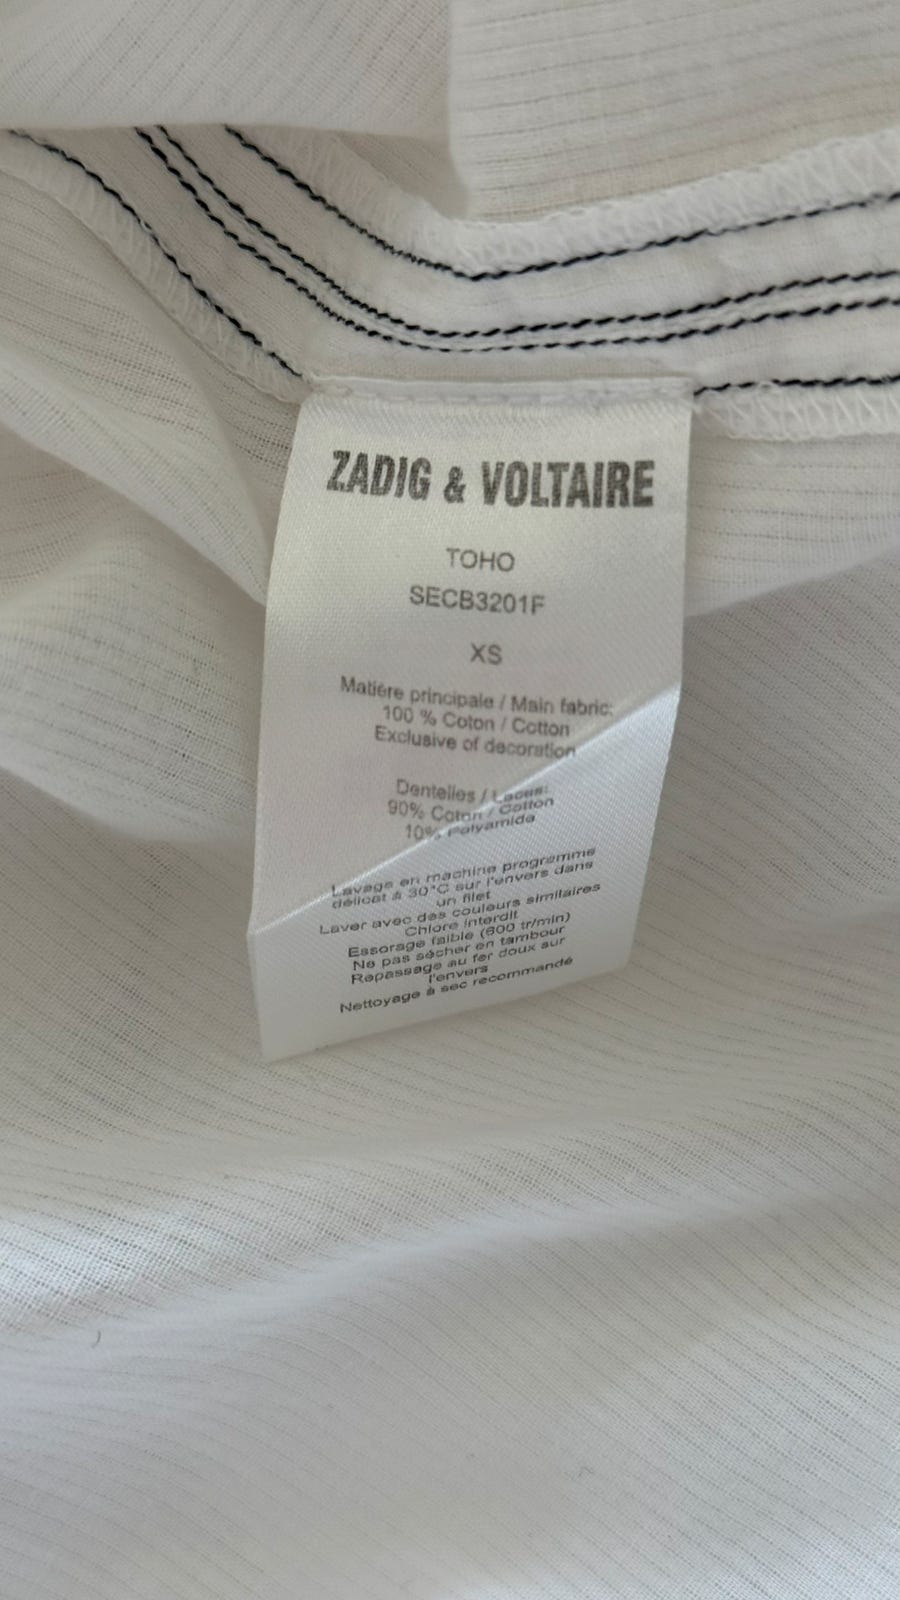 ZADIG & VOLTAIRE
TOHO
SECB3201F
XS
Matière principale / Main fabric:
100 % Coton / Cotton
Exclusive of decoration
Dentelles / Laces:
90% Coton / Cotton
10% Polyamide
Lavage en machine programme
délicat à 30°C sur l'envers dans
un filet
Laver avec des couleurs similaires
Chlore interdit
Essorage faible (600 tr/min)
Ne pas sécher en tambour
Repassage au fer doux sur
l'envers
Nettoyage à sec recommandé